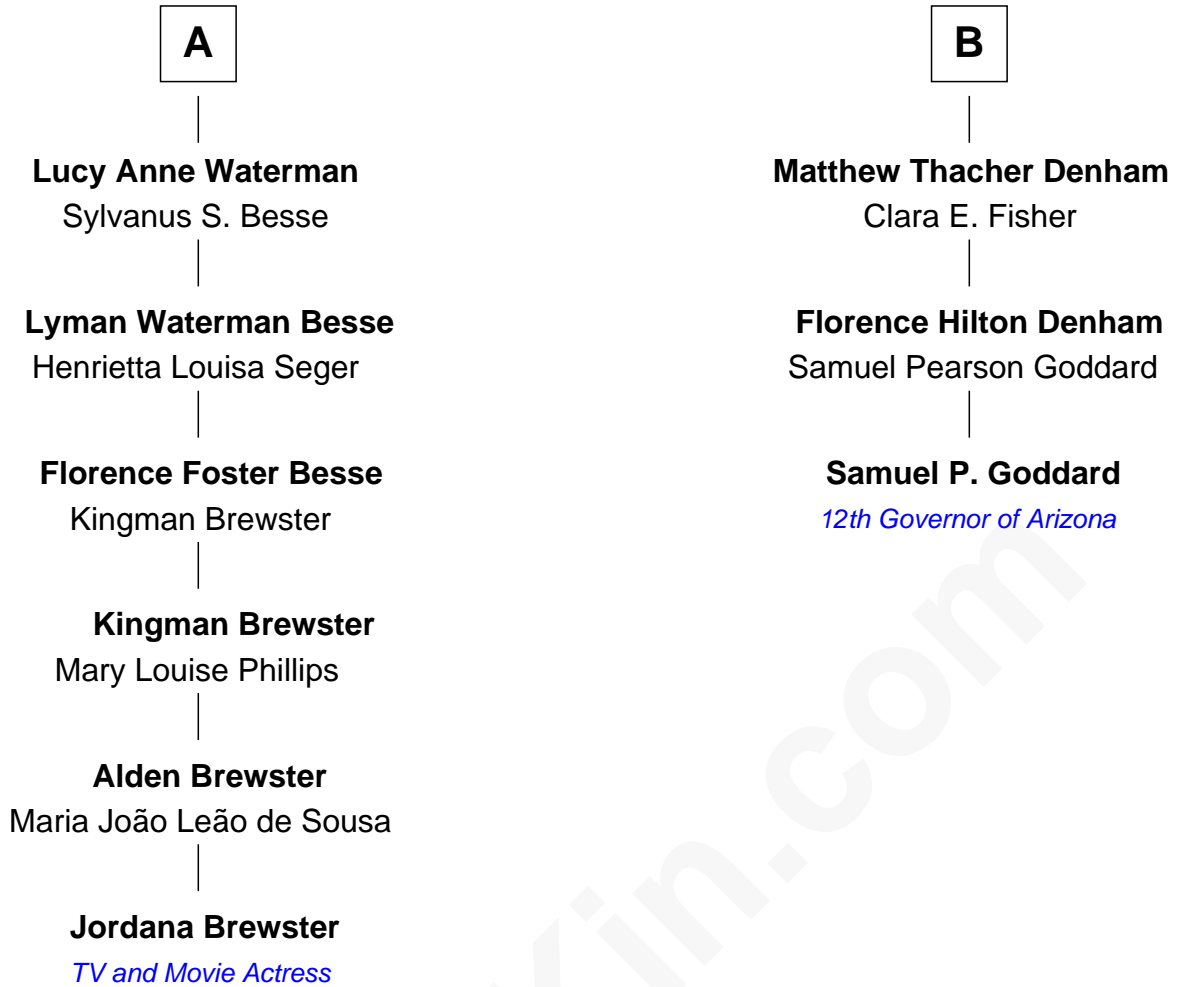 A
Lucy Anne Waterman
Sylvanus S. Besse
Lyman Waterman Besse
Henrietta Louisa Seger
Florence Foster Besse
Kingman Brewster
Kingman Brewster
Mary Louise Phillips
Alden Brewster
Maria João Leão de Sousa
Jordana Brewster
TV and Movie Actress
B
Matthew Thacher Denham
Clara E. Fisher
Florence Hilton Denham
Samuel Pearson Goddard
Samuel P. Goddard
12th Governor of Arizona
Kin.com